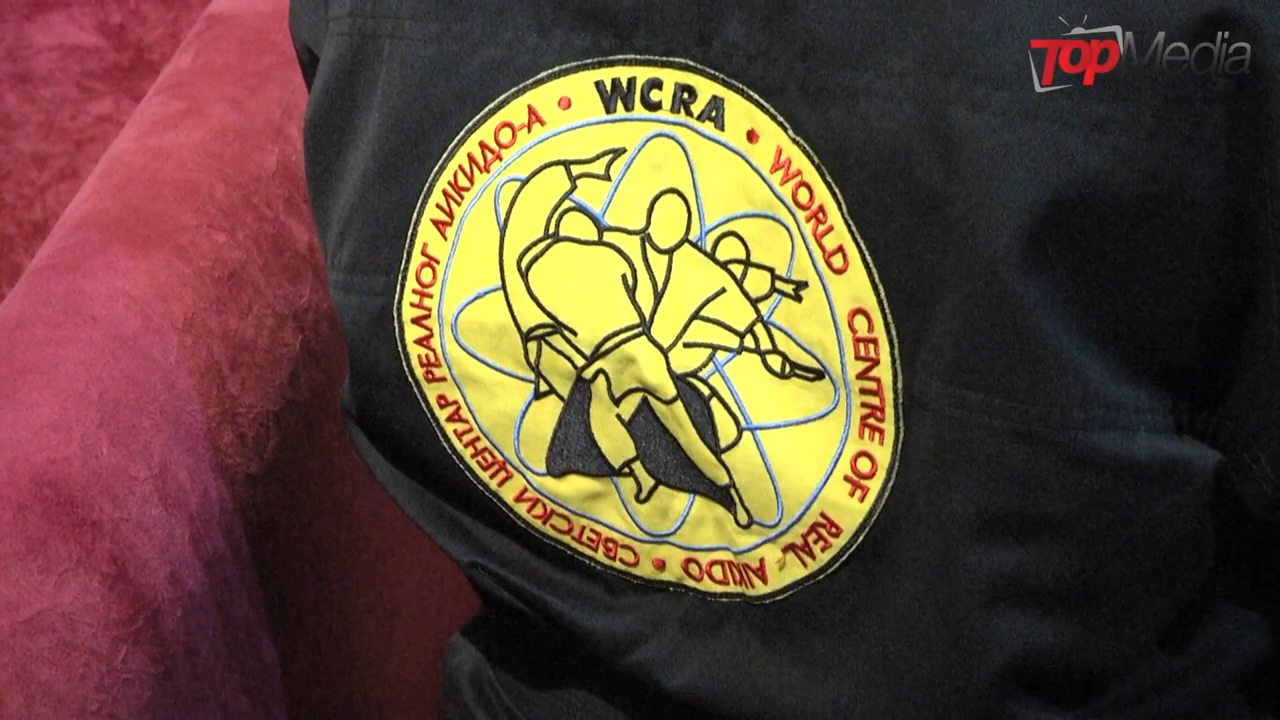 TOPMedia
WCRA
WORLD CENTRE OF REAL AIKIDO
СВЕТСКИ ЦЕНТАР РЕАЛНОГ АИКИДО-А